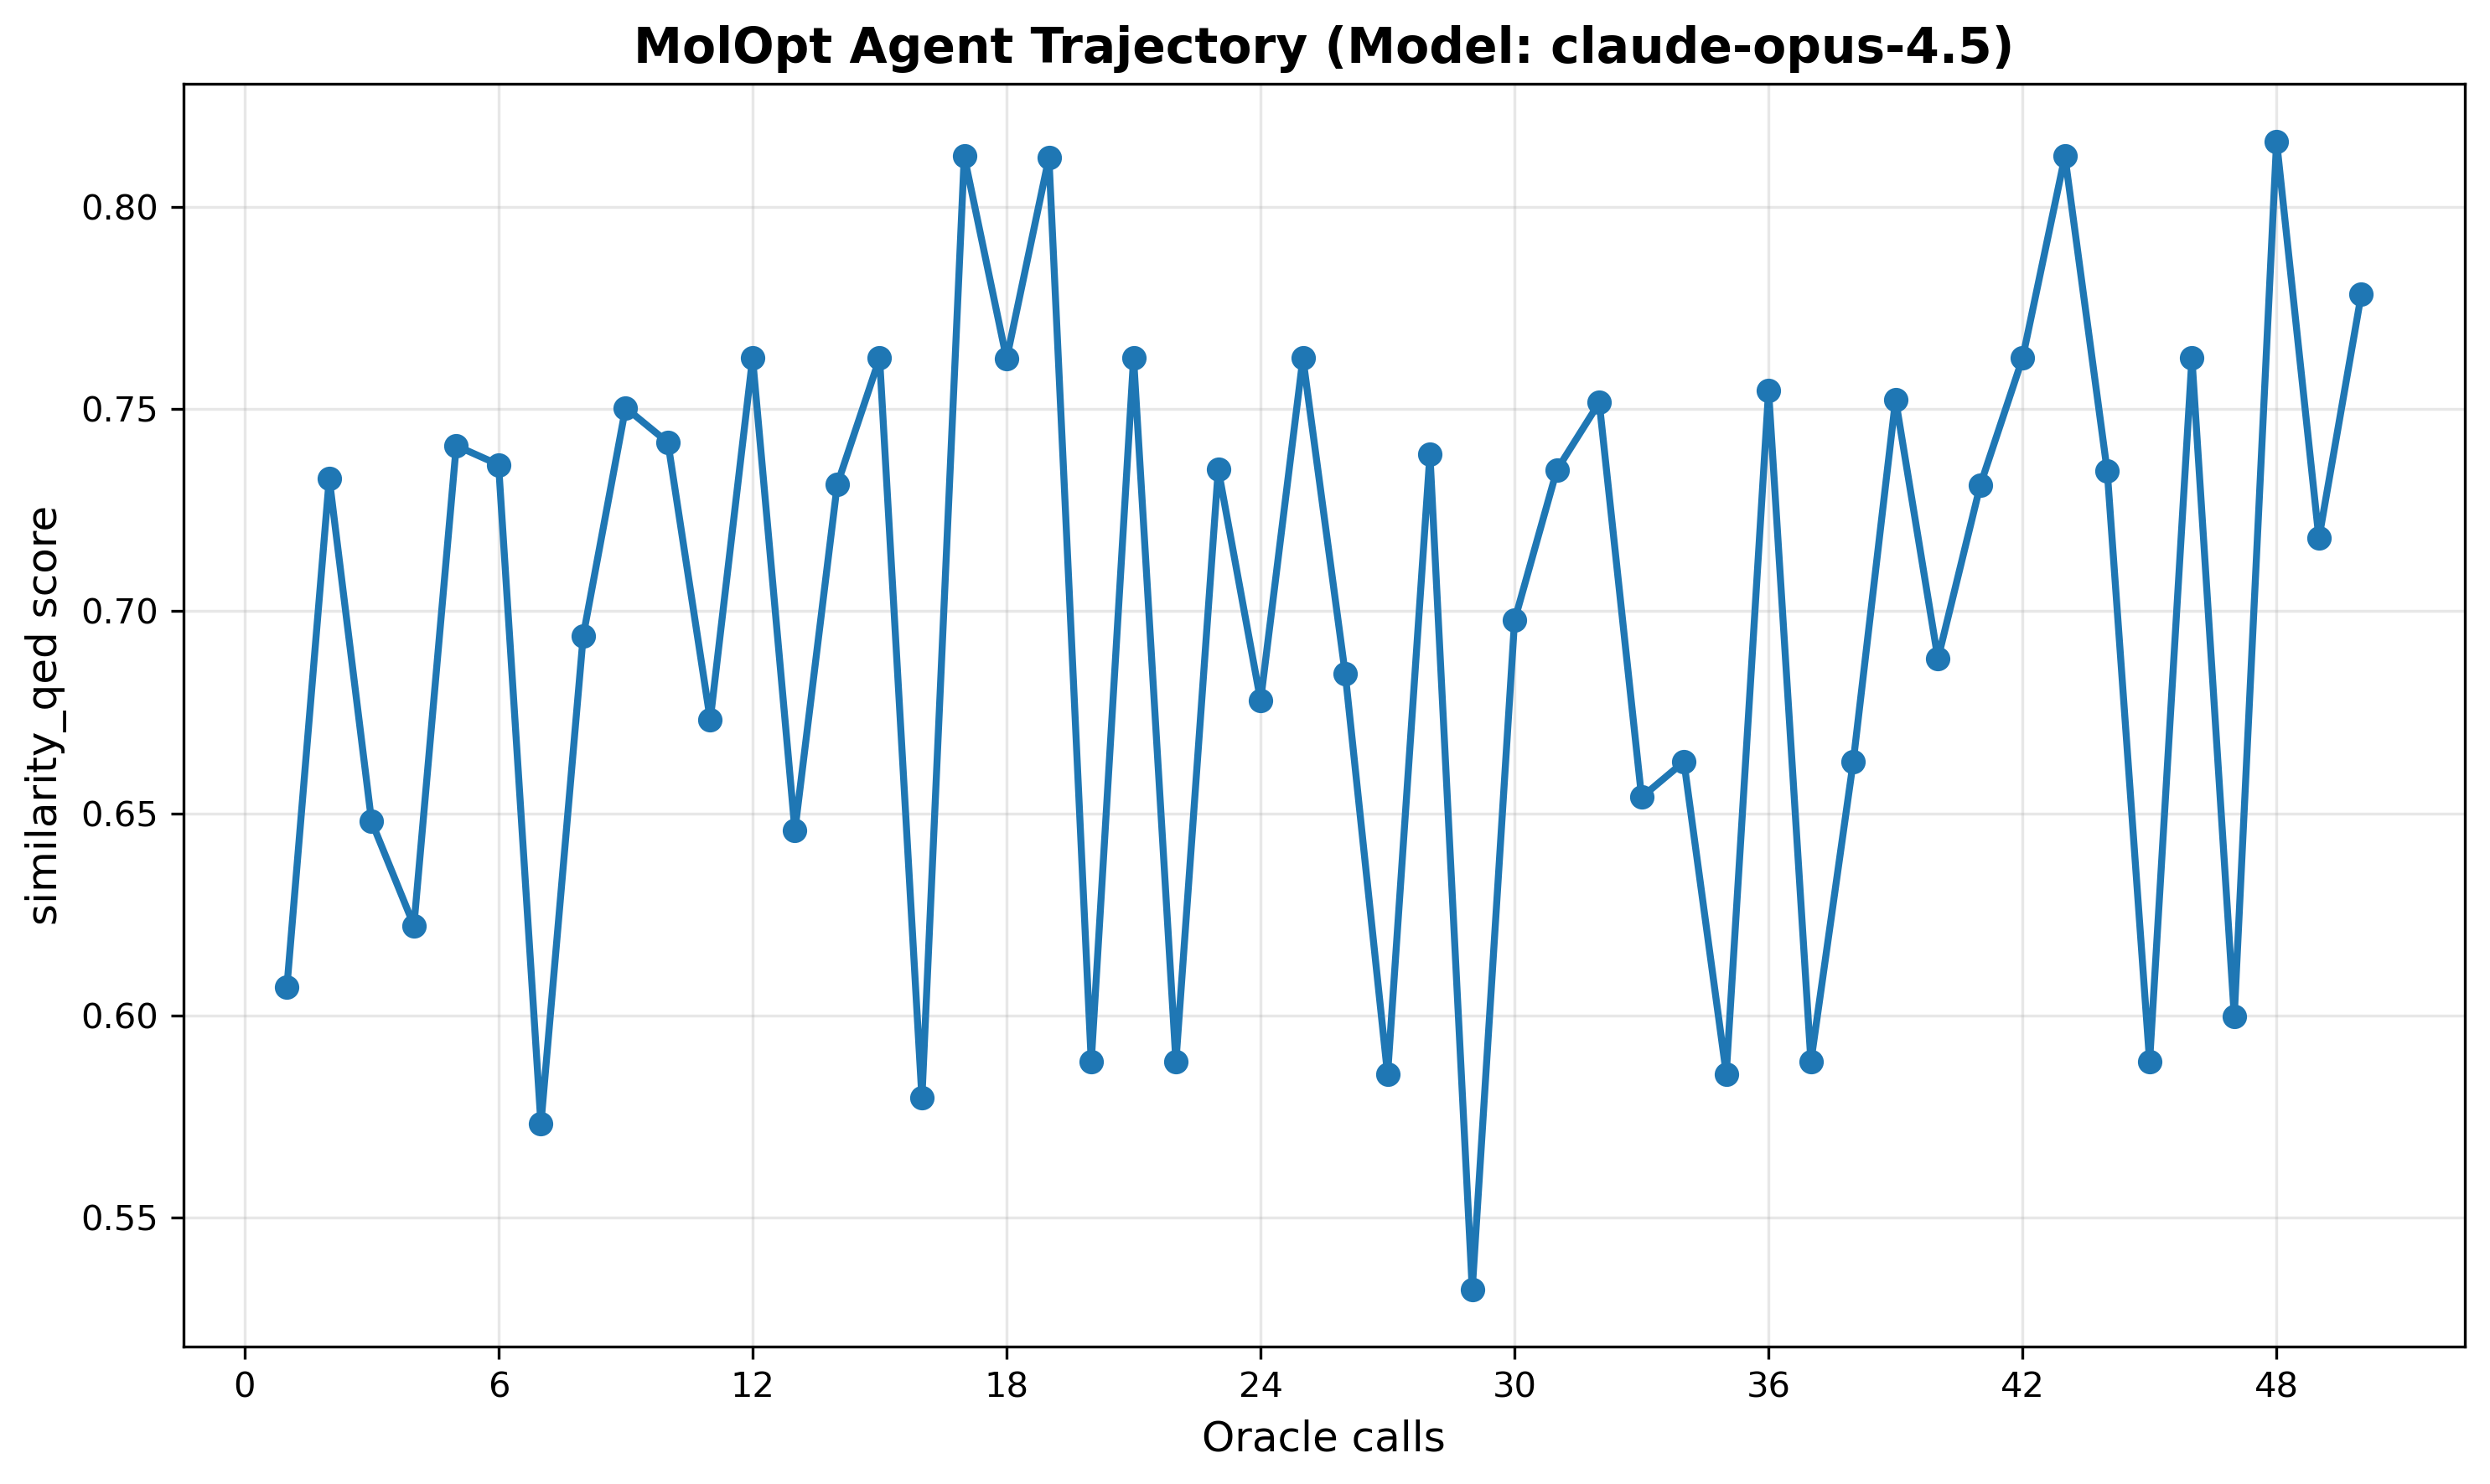 MolOpt Agent Trajectory (Model: claude-opus-4.5)
similarity_qed score
0.80
0.75
0.70
0.65
0.60
0.55
0 6 12 18 24 30 36 42 48
Oracle calls